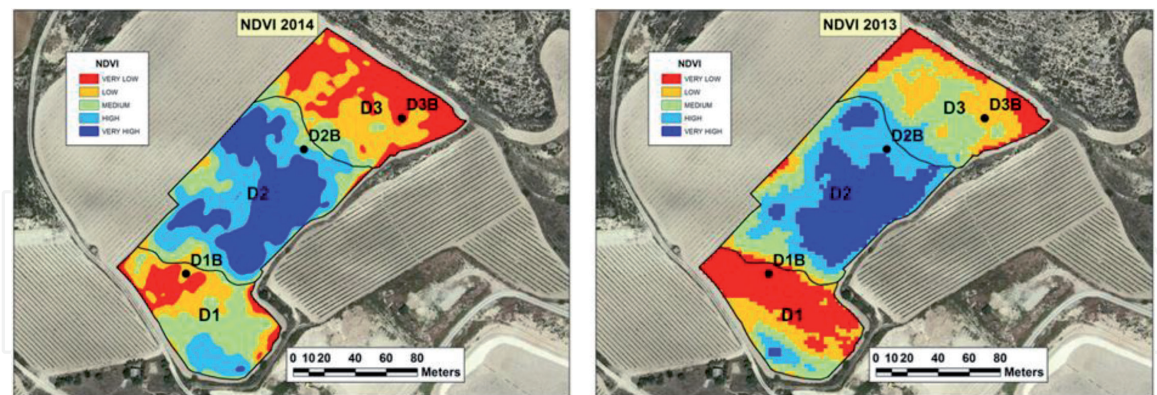 NDVI 2014
NDVI
VERY LOW
LOW
MEDIUM
HIGH
VERY HIGH
D3
D3B
D2B
D2
D1B
D1
0 10 20 40 60 80
Meters
NDVI 2013
NDVI
VERY LOW
LOW
MEDIUM
HIGH
VERY HIGH
D3
D3B
D2B
D2
D1B
D1
0 10 20 40 60 80
Meters